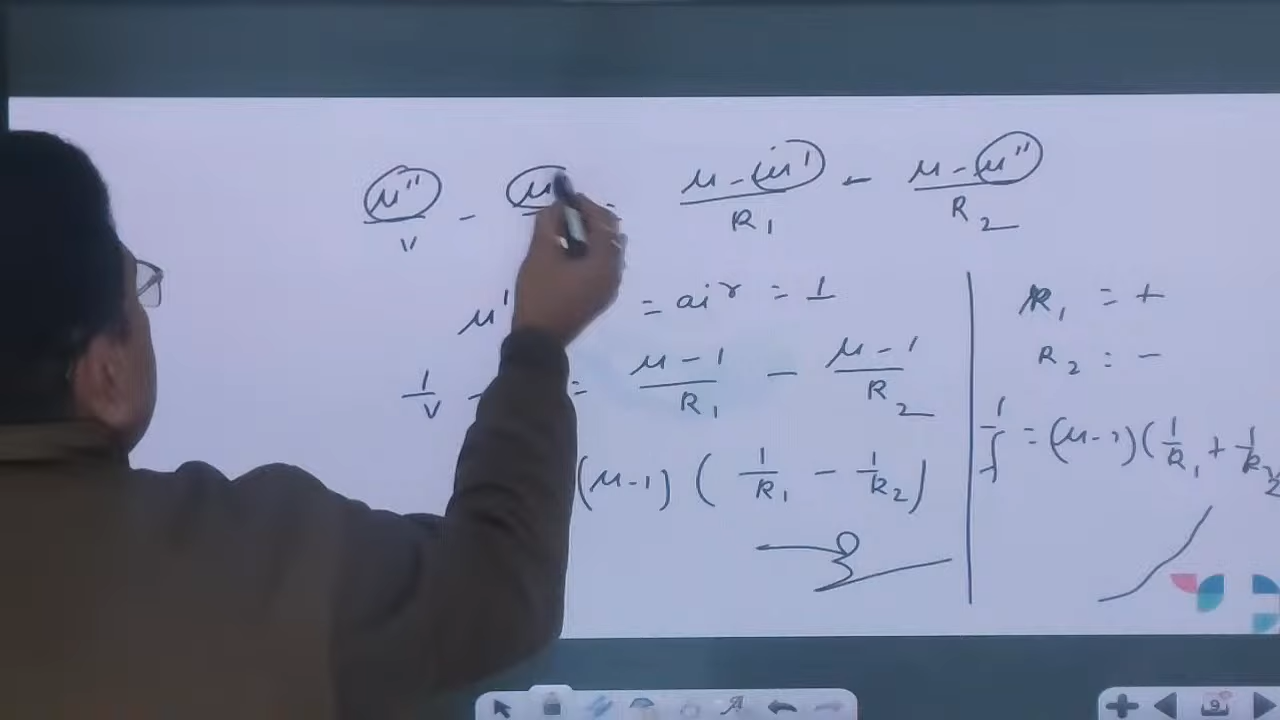 μ''/v - μ = (μ - μ')/R₁ - (μ - μ'')/R₂
μ' = air = 1
1/v - = (μ - 1)/R₁ - (μ - 1)/R₂
(μ-1) ( 1/R₁ - 1/R₂ )
R₁ = +
R₂ = -
1/f = (μ-1) ( 1/R₁ + 1/R₂
9